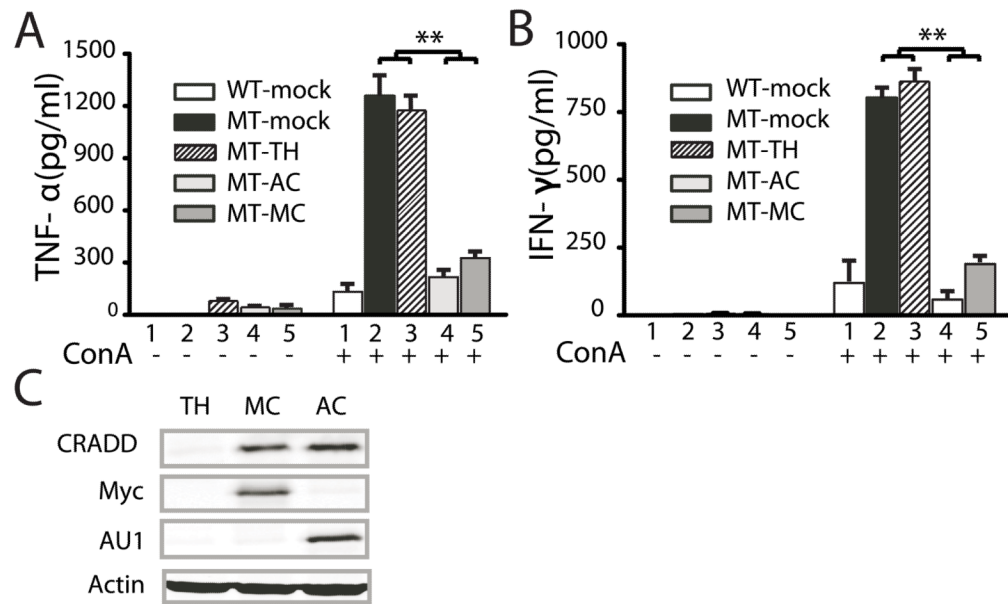 A
TNF- α(pg/ml)
1500
1200
900
600
300
0
WT-mock
MT-mock
MT-TH
MT-AC
MT-MC
**
1 2 3 4 5 1 2 3 4 5
ConA - - - - - + + + + +
B
IFN- γ(pg/ml)
1000
750
500
250
0
WT-mock
MT-mock
MT-TH
MT-AC
MT-MC
**
1 2 3 4 5 1 2 3 4 5
ConA - - - - - + + + + +
C
TH MC AC
CRADD
Myc
AU1
Actin